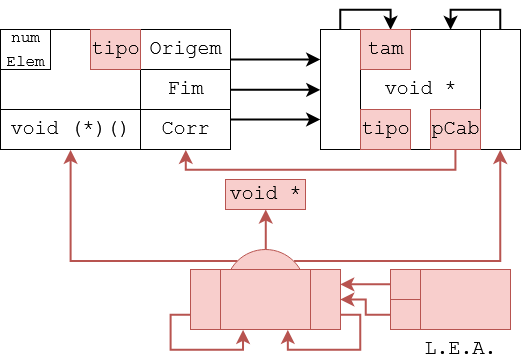 num
Elem
tipo
Origem
Fim
void (*)()
Corr
tam
void *
tipo
pCab
void *
L.E.A.